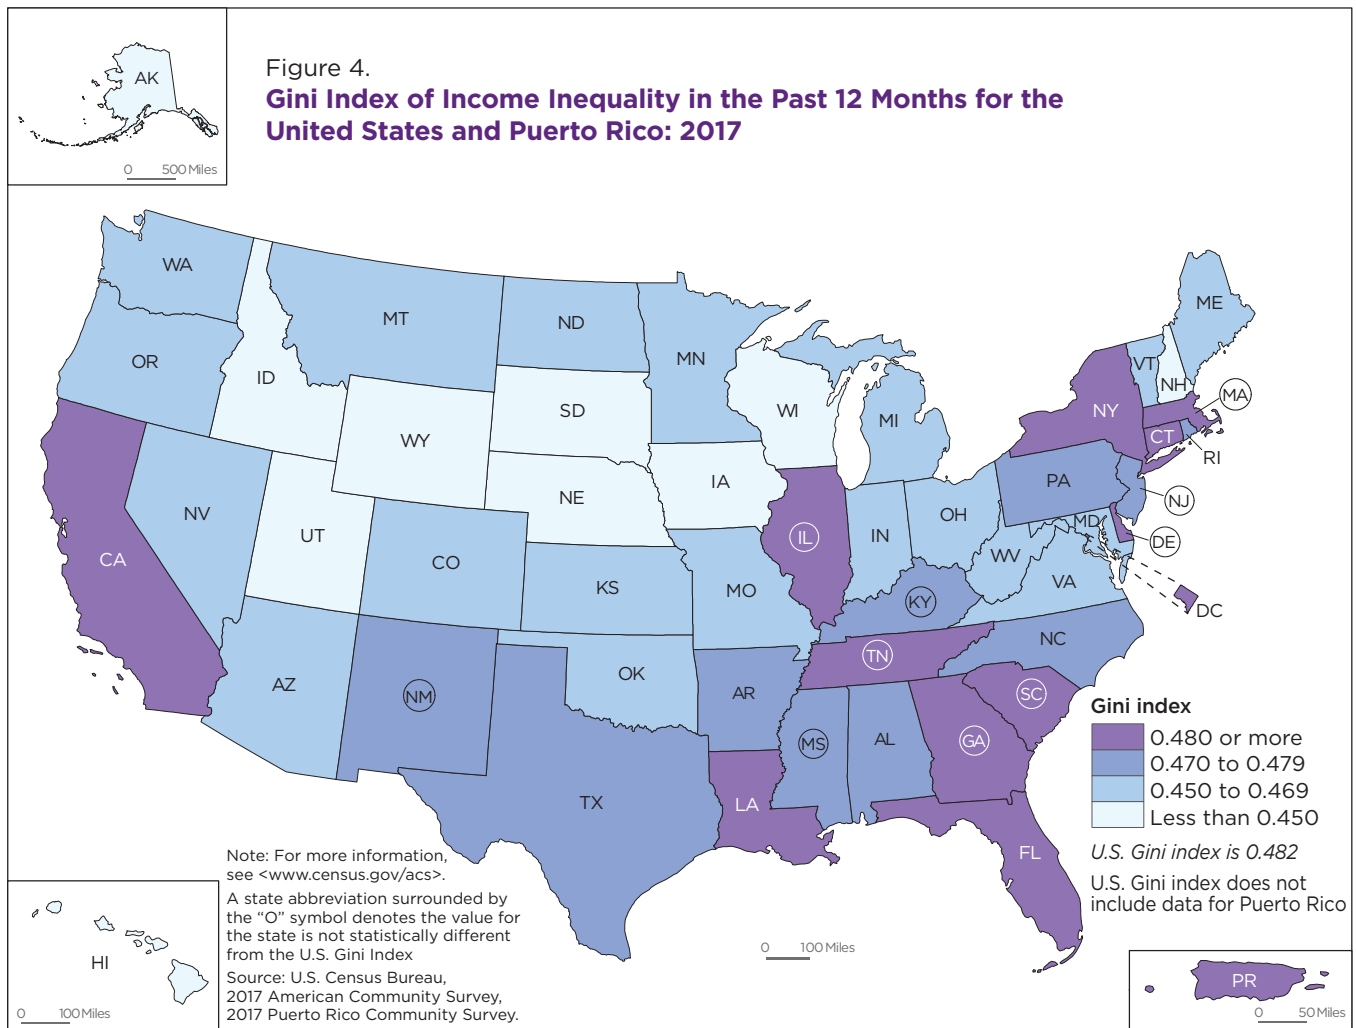 AK
0 500 Miles
Figure 4.
Gini Index of Income Inequality in the Past 12 Months for the
United States and Puerto Rico: 2017
WA
MT
ND
MN
ME
OR
ID
SD
WI
MI
VT
NH
NY
MA
CT
RI
WY
IA
NE
PA
NJ
NV
UT
CO
IL
IN
OH
MD
DE
CA
KS
MO
WV
VA
DC
KY
NC
TN
AZ
NM
OK
AR
SC
MS
AL
GA
TX
LA
FL
Gini index
0.480 or more
0.470 to 0.479
0.450 to 0.469
Less than 0.450
U.S. Gini index is 0.482
U.S. Gini index does not
include data for Puerto Rico
Note: For more information,
see <www.census.gov/acs>.
A state abbreviation surrounded by
the “O” symbol denotes the value for
the state is not statistically different
from the U.S. Gini Index
Source: U.S. Census Bureau,
2017 American Community Survey,
2017 Puerto Rico Community Survey.
0 100 Miles
HI
0 100 Miles
PR
0 50 Miles